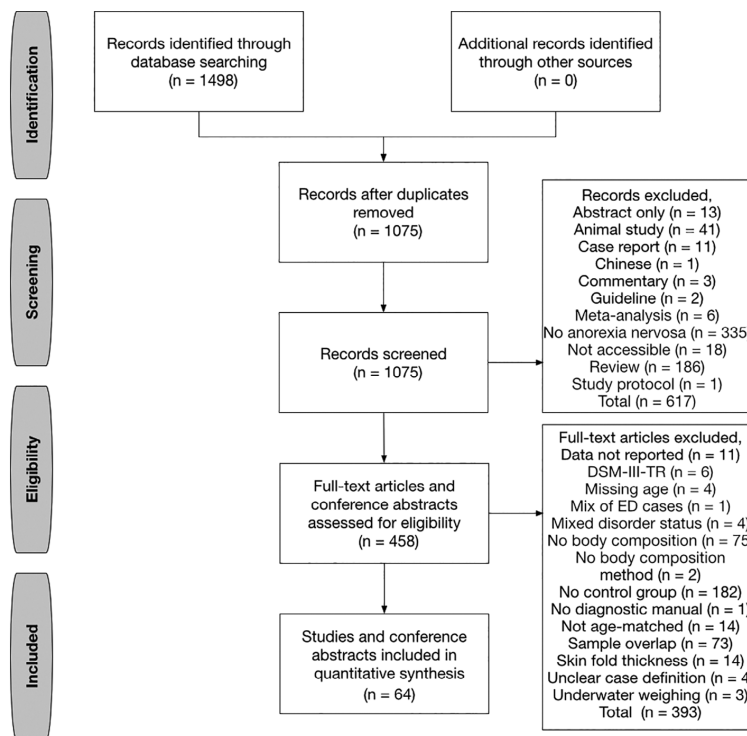 Identification
Records identified through
database searching
(n = 1498)
Additional records identified
through other sources
(n = 0)
Records after duplicates
removed
(n = 1075)
Screening
Records screened
(n = 1075)
Records excluded,
Abstract only (n = 13)
Animal study (n = 41)
Case report (n = 11)
Chinese (n = 1)
Commentary (n = 3)
Guideline (n = 2)
Meta-analysis (n = 6)
No anorexia nervosa (n = 335
Not accessible (n = 18)
Review (n = 186)
Study protocol (n = 1)
Total (n = 617)
Eligibility
Full-text articles and
conference abstracts
assessed for eligibility
(n = 458)
Full-text articles excluded,
Data not reported (n = 11)
DSM-III-TR (n = 6)
Missing age (n = 4)
Mix of ED cases (n = 1)
Mixed disorder status (n = 4)
No body composition (n = 75
No body composition
method (n = 2)
No control group (n = 182)
No diagnostic manual (n = 1)
Not age-matched (n = 14)
Sample overlap (n = 73)
Skin fold thickness (n = 14)
Unclear case definition (n = 4
Underwater weighing (n = 3)
Total (n = 393)
Included
Studies and conference
abstracts included in
quantitative synthesis
(n = 64)